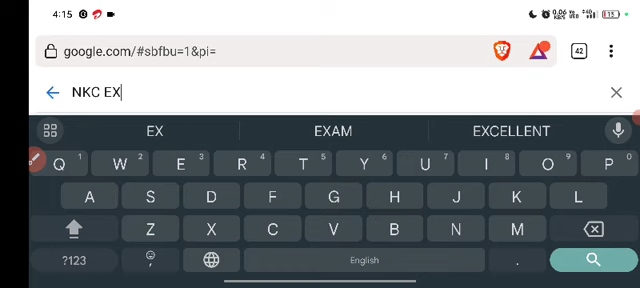 4:15
google.com/#sbfbu=1&pi=
42
NKC EX
EX EXAM EXCELLENT
Q 1 W 2 E 3 R 4 T 5 Y 6 U 7 I 8 O 9 P 0
A S D F G H J K L
Z X C V B N M
?123 , English .